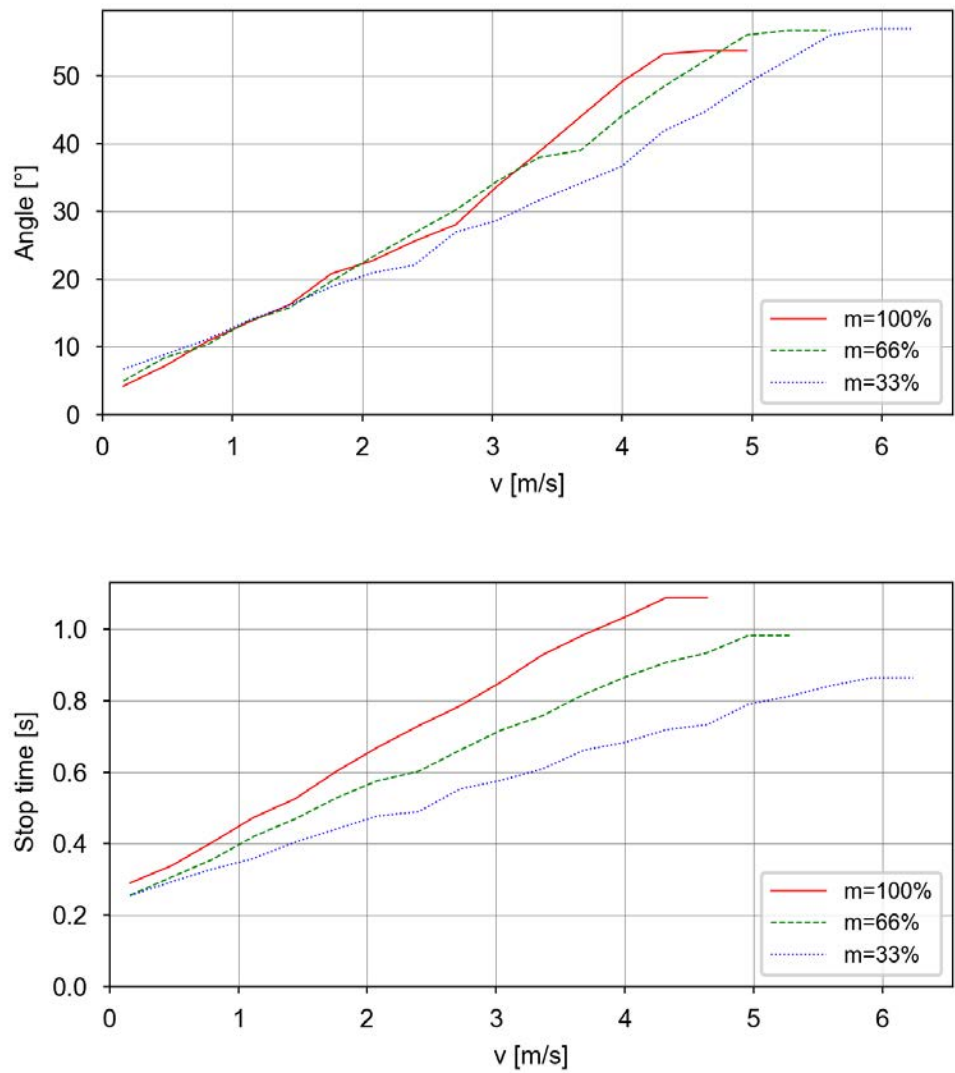 50
40
30
20
10
0
Angle [°]
0 1 2 3 4 5 6
v [m/s]
m=100%
m=66%
m=33%
1.0
0.8
0.6
0.4
0.2
0.0
Stop time [s]
0 1 2 3 4 5 6
v [m/s]
m=100%
m=66%
m=33%